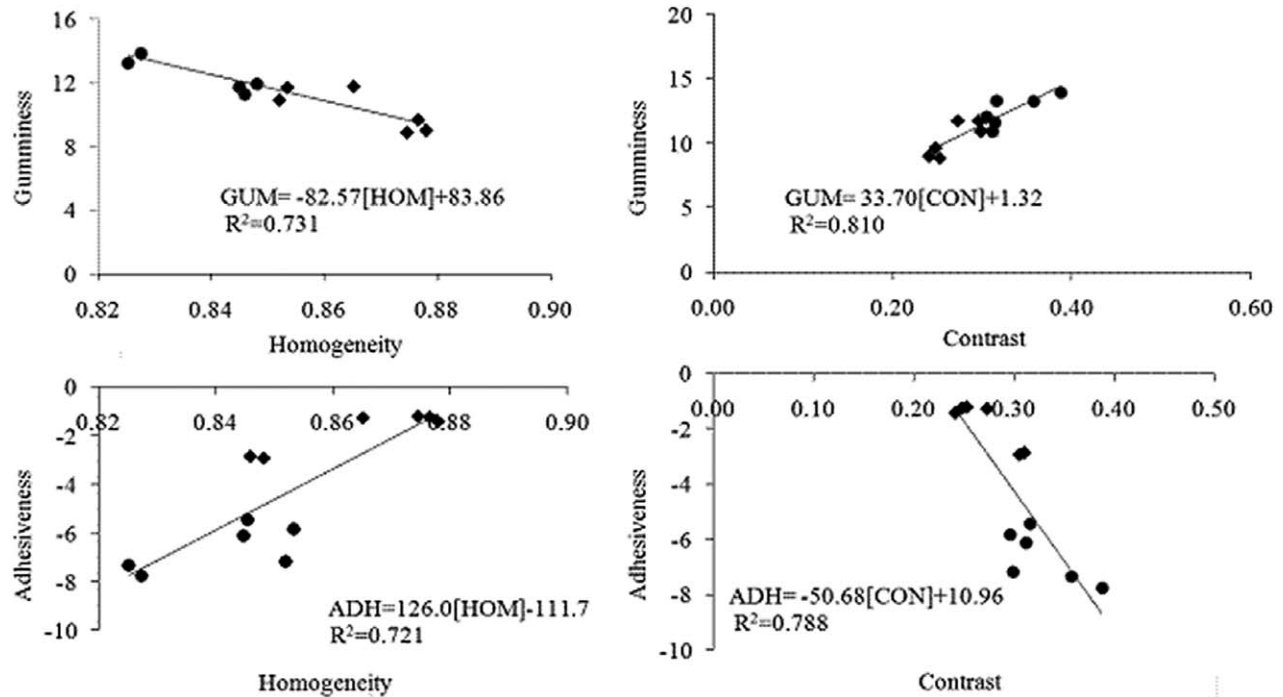 16
12
8
4
0
Gumminess
GUM= -82.57[HOM]+83.86
R²=0.731
0.82 0.84 0.86 0.88 0.90
Homogeneity
20
15
10
5
0
Gumminess
GUM= 33.70[CON]+1.32
R²=0.810
0.00 0.20 0.40 0.60
Contrast
0
-2
-4
-6
-8
-10
Adhesiveness
0.82 0.84 0.86 0.88 0.90
ADH=126.0[HOM]-111.7
R²=0.721
Homogeneity
0
-2
-4
-6
-8
-10
Adhesiveness
0.00 0.10 0.20 0.30 0.40 0.50
ADH= -50.68[CON]+10.96
R²=0.788
Contrast